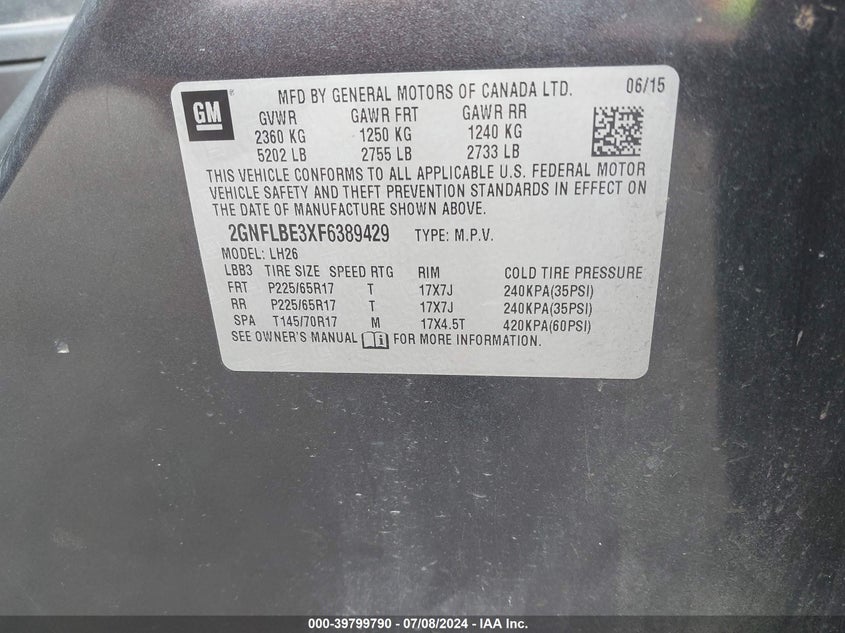 GM
MFD BY GENERAL MOTORS OF CANADA LTD. 06/15
GVWR GAWR FRT GAWR RR
2360 KG 1250 KG 1240 KG
5202 LB 2755 LB 2733 LB
THIS VEHICLE CONFORMS TO ALL APPLICABLE U.S. FEDERAL MOTOR
VEHICLE SAFETY AND THEFT PREVENTION STANDARDS IN EFFECT ON
THE DATE OF MANUFACTURE SHOWN ABOVE.
2GNFLBE3XF6389429 TYPE: M.P.V.
MODEL: LH26
LBB3 TIRE SIZE SPEED RTG RIM COLD TIRE PRESSURE
FRT P225/65R17 T 17X7J 240KPA(35PSI)
RR P225/65R17 T 17X7J 240KPA(35PSI)
SPA T145/70R17 M 17X4.5T 420KPA(60PSI)
SEE OWNER'S MANUAL FOR MORE INFORMATION.
000-39799790 - 07/08/2024 - IAA Inc.